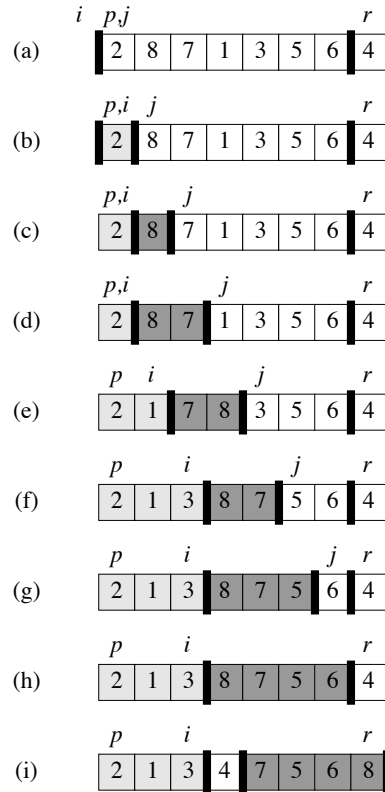 i p,j r
(a) 2 8 7 1 3 5 6 4
p,i j r
(b) 2 8 7 1 3 5 6 4
p,i j r
(c) 2 8 7 1 3 5 6 4
p,i j r
(d) 2 8 7 1 3 5 6 4
p i j r
(e) 2 1 7 8 3 5 6 4
p i j r
(f) 2 1 3 8 7 5 6 4
p i j r
(g) 2 1 3 8 7 5 6 4
p i r
(h) 2 1 3 8 7 5 6 4
p i r
(i) 2 1 3 4 7 5 6 8